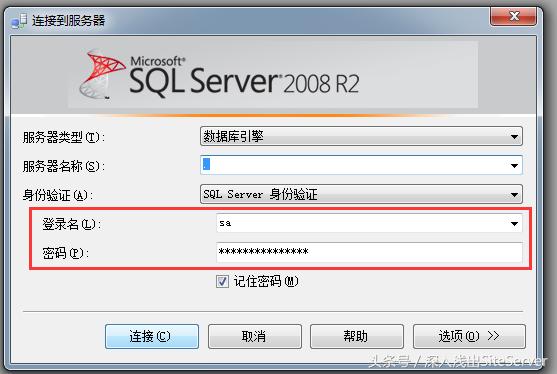 连接到服务器
Microsoft®
SQL Server 2008 R2
服务器类型(T):
数据库引擎
服务器名称(S):
.
身份验证(A):
SQL Server 身份验证
登录名(L):
sa
密码(P):
***************
记住密码(M)
连接(C)
取消
帮助
选项(O) >>
头条号／深入浅出SiteServer